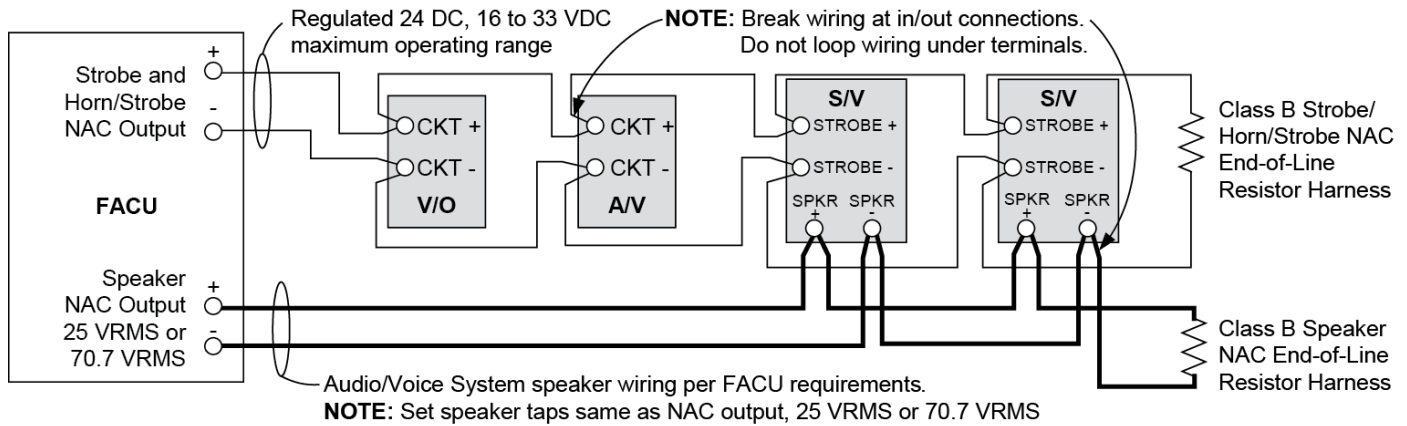 Regulated 24 DC, 16 to 33 VDC
maximum operating range
NOTE: Break wiring at in/out connections.
Do not loop wiring under terminals.
Strobe and
Horn/Strobe
NAC Output
+
-
FACU
Speaker
NAC Output
25 VRMS or
70.7 VRMS
+
-
CKT +
CKT -
V/O
CKT +
CKT -
A/V
S/V
STROBE +
STROBE -
SPKR
+
SPKR
-
S/V
STROBE +
STROBE -
SPKR
+
SPKR
-
Class B Strobe/
Horn/Strobe NAC
End-of-Line
Resistor Harness
Class B Speaker
NAC End-of-Line
Resistor Harness
Audio/Voice System speaker wiring per FACU requirements.
NOTE: Set speaker taps same as NAC output, 25 VRMS or 70.7 VRMS